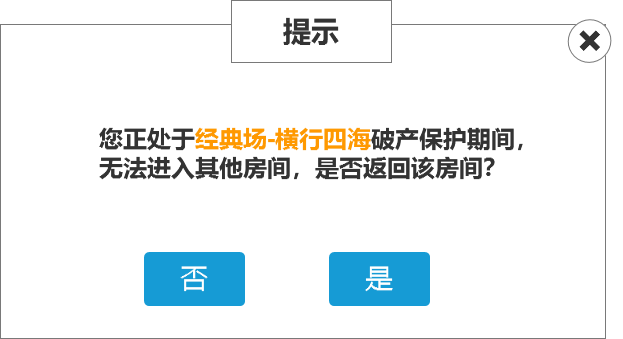 提示
您正处于经典场-横行四海破产保护期间，
无法进入其他房间，是否返回该房间？
否
是